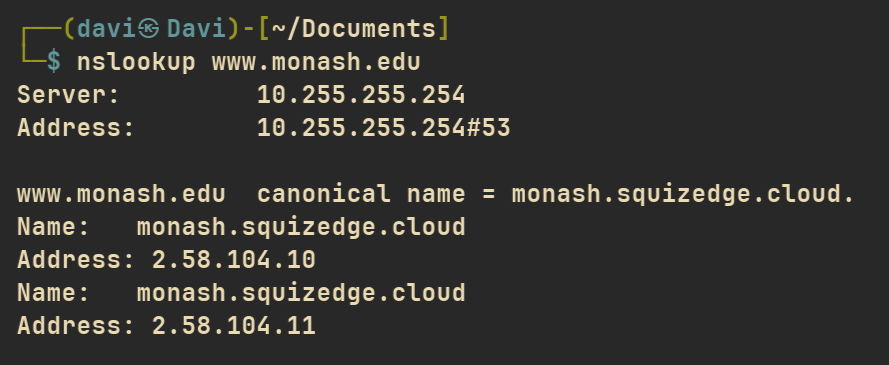 ┌──(davi㉿Davi)-[~/Documents]
└─$ nslookup www.monash.edu
Server:         10.255.255.254
Address:        10.255.255.254#53

www.monash.edu  canonical name = monash.squizedge.cloud.
Name:   monash.squizedge.cloud
Address: 2.58.104.10
Name:   monash.squizedge.cloud
Address: 2.58.104.11